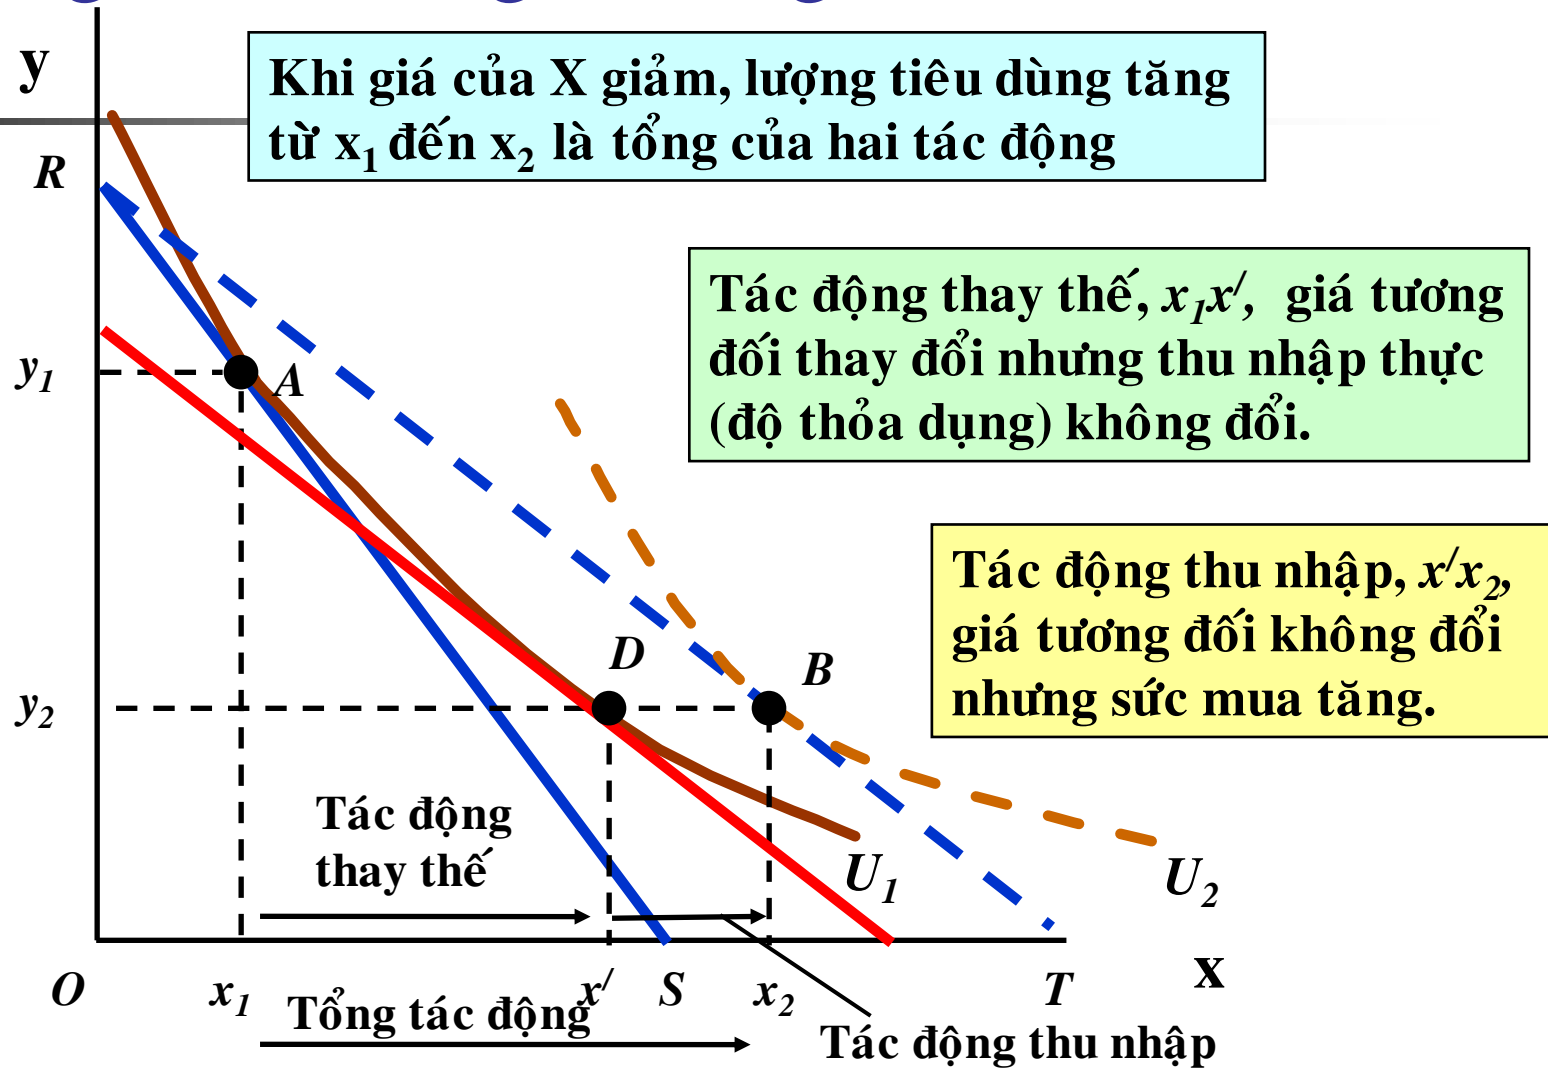 y
Khi giá của X giảm, lượng tiêu dùng tăng
từ x1 đến x2 là tổng của hai tác động
R
Tác động thay thế, x1x/, giá tương
đối thay đổi nhưng thu nhập thực
(độ thỏa dụng) không đổi.
y1
A
Tác động thu nhập, x/x2,
giá tương đối không đổi
nhưng sức mua tăng.
D
B
y2
Tác động
thay thế
U1
U2
O
x1
x/
S
x2
T
x
Tổng tác động
Tác động thu nhập